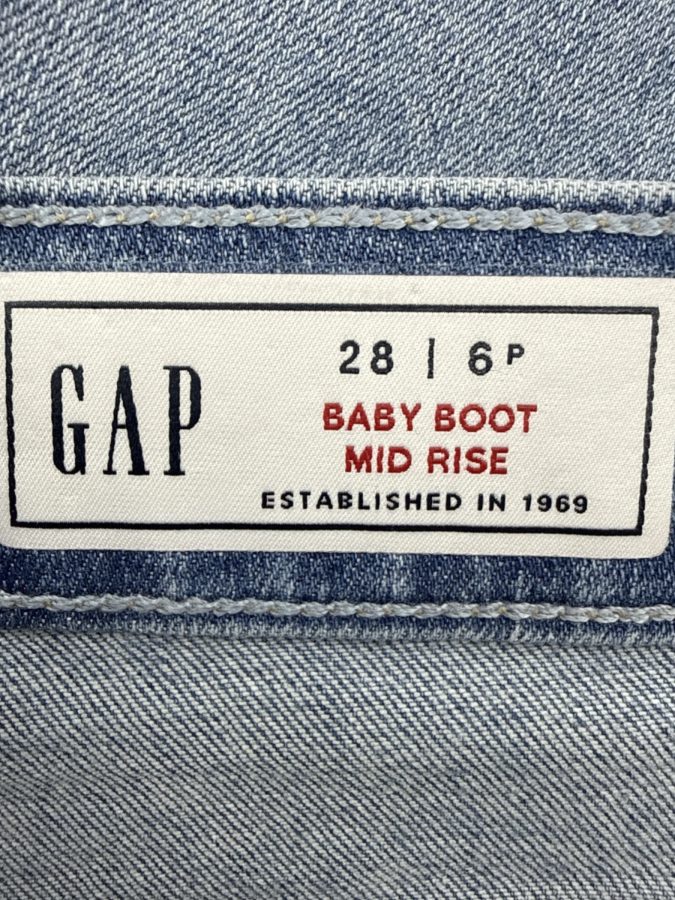 GAP
28 | 6P
BABY BOOT
MID RISE
ESTABLISHED IN 1969